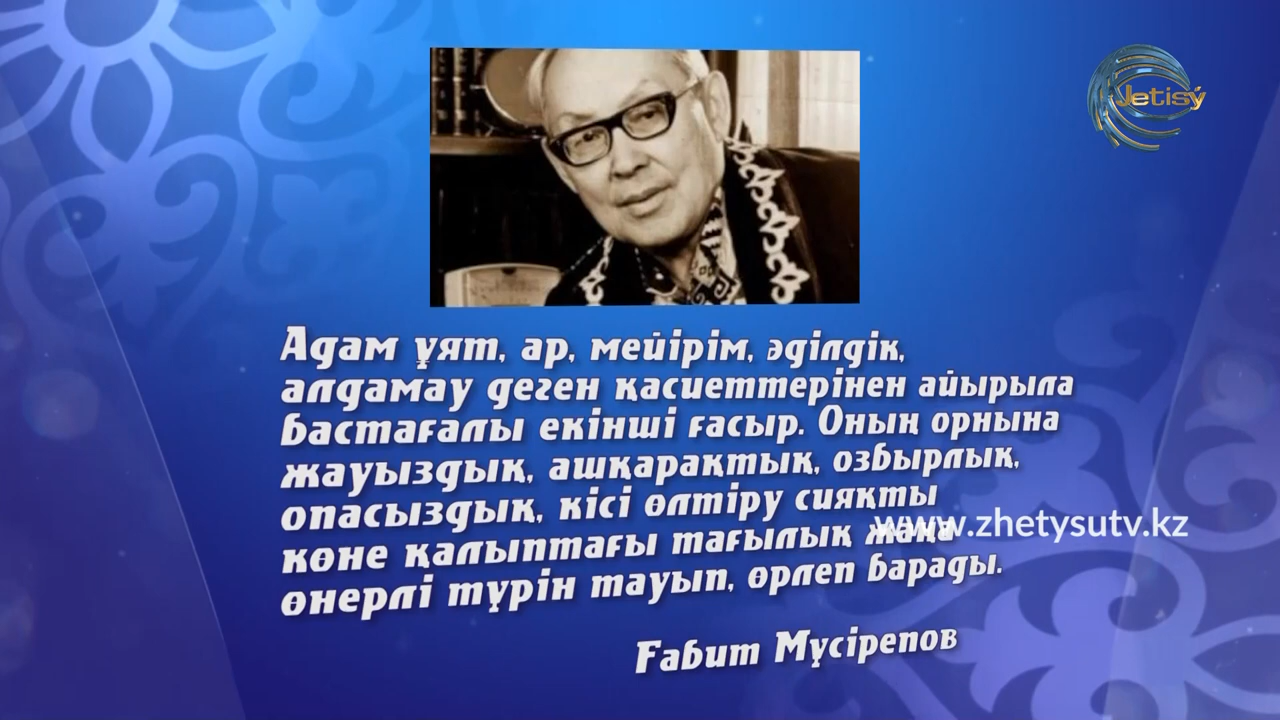 Jetisý
Адам ұят, ар, мейірім, әділдік,
алдамау деген қасиеттерінен айырыла
бастағалы екінші ғасыр. Оның орнына
жауыздық, ашқарақтық, озбырлық,
опасыздық, кісі өлтіру сияқты
www.zhetysutv.kz
көне қалыптағы тағылық жаңа
өнерлі түрін тауып, өрлеп барады.
Ғабит Мүсірепов